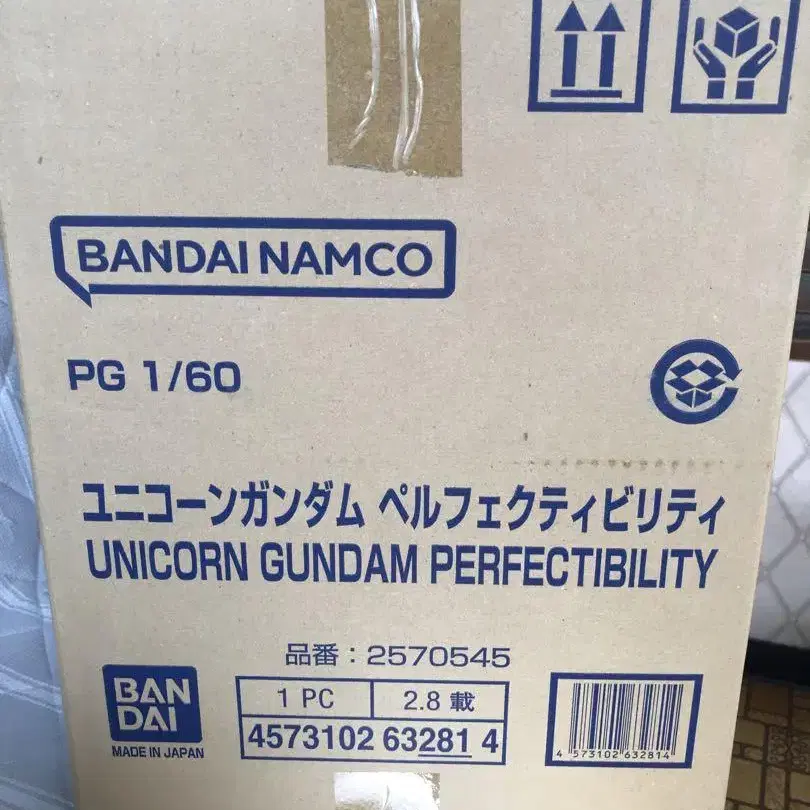 BANDAI NAMCO
PG 1/60
ユニコーンガンダム ペルフェクティビリティ
UNICORN GUNDAM PERFECTIBILITY
品番：2570545
BAN
DAI
MADE IN JAPAN
1 PC
2.8 載
4573102 63281 4
4 573102 632814